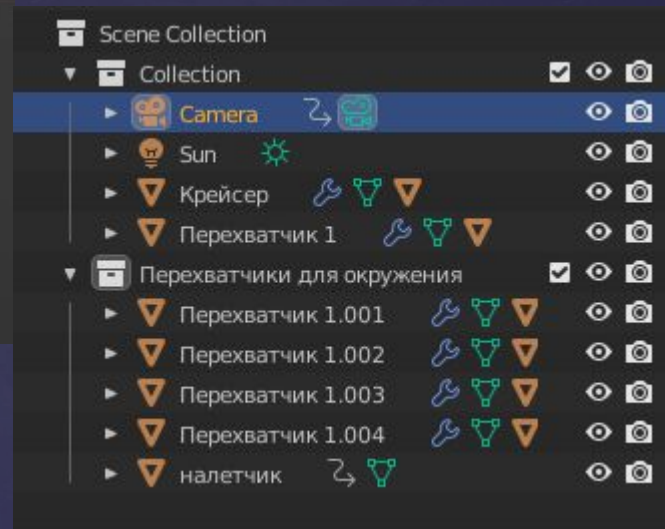 Scene Collection
Collection
Camera
Sun
Крейсер
Перехватчик 1
Перехватчики для окружения
Перехватчик 1.001
Перехватчик 1.002
Перехватчик 1.003
Перехватчик 1.004
налетчик